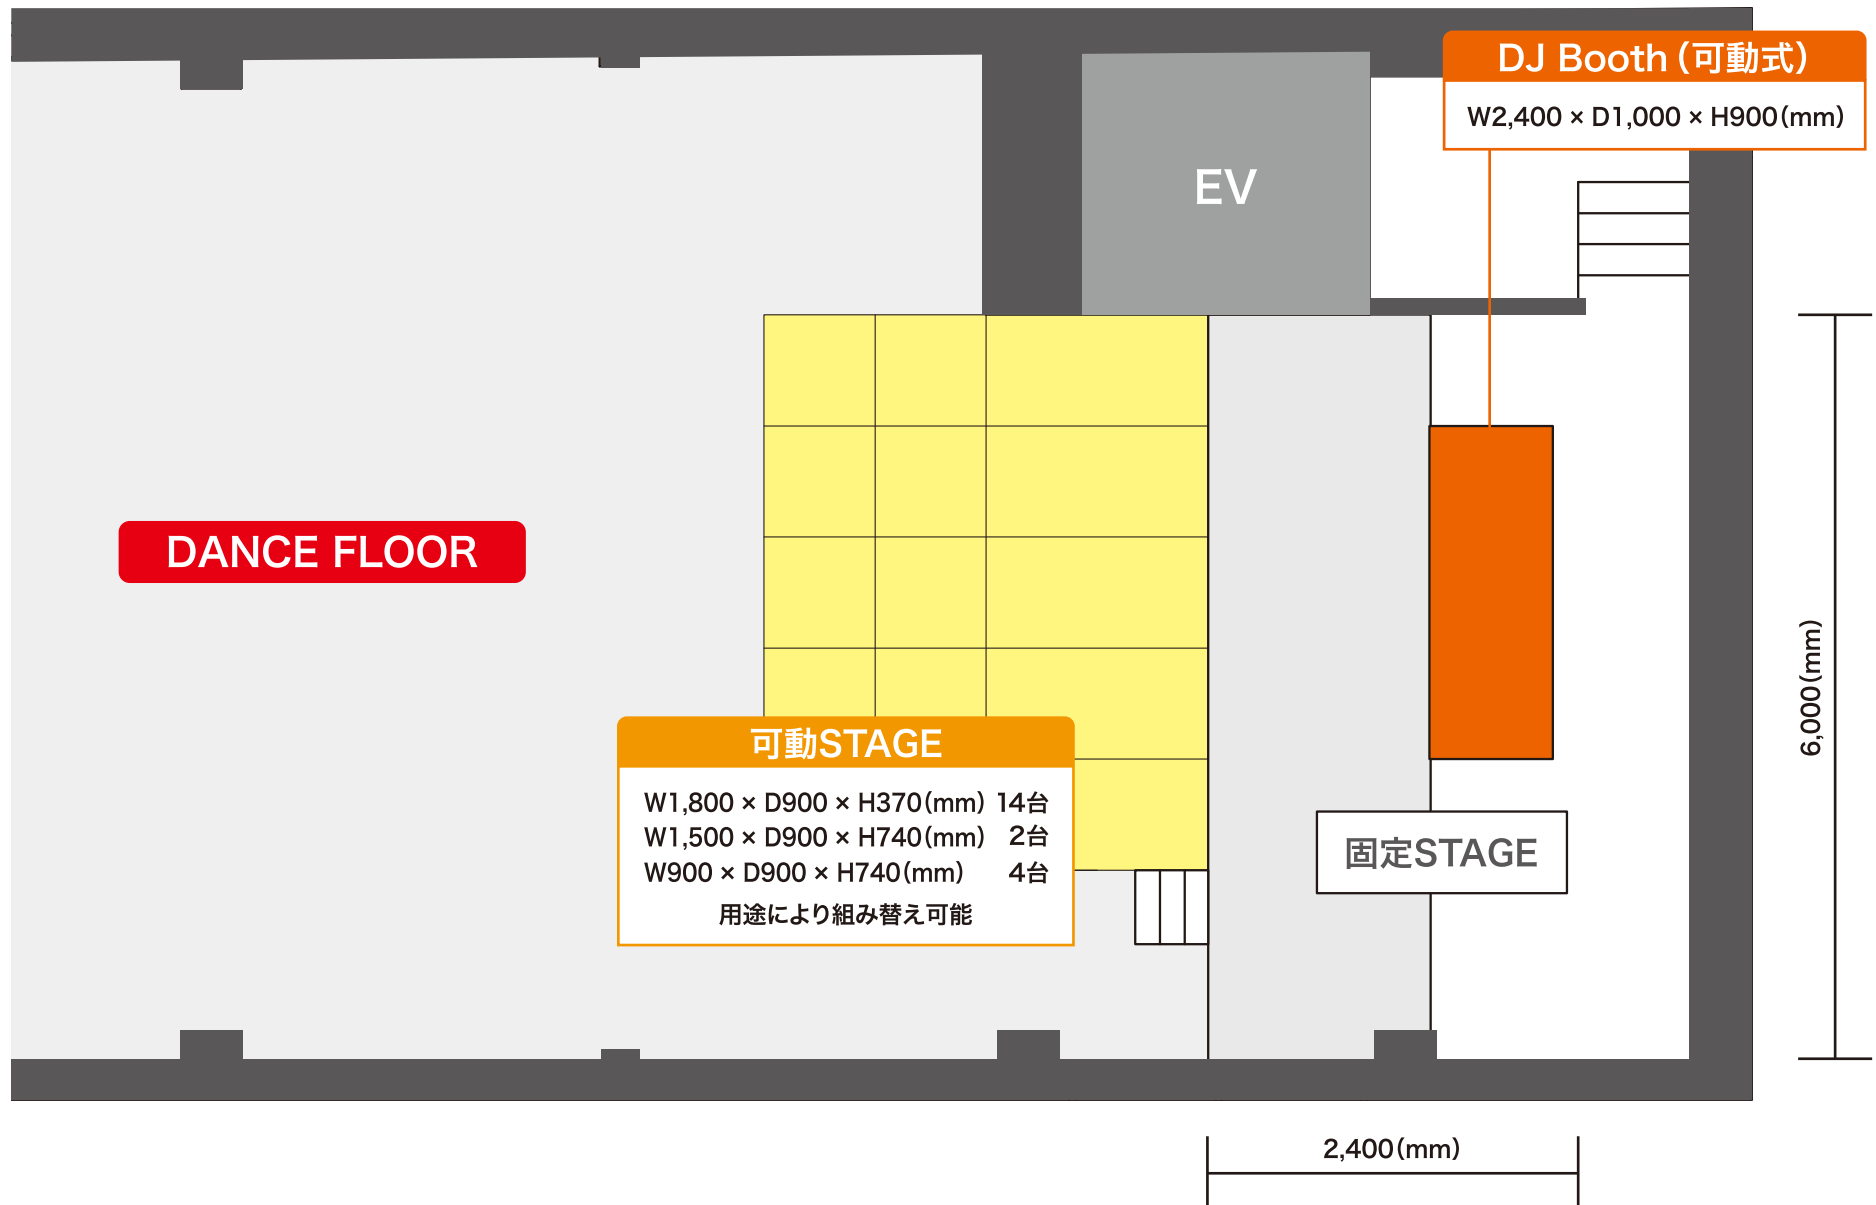 DJ Booth（可動式）
W2,400 × D1,000 × H900(mm)
EV
DANCE FLOOR
6,000(mm)
可動STAGE
W1,800 × D900 × H370(mm) 14台
W1,500 × D900 × H740(mm) 2台
W900 × D900 × H740(mm) 4台
用途により組み替え可能
固定STAGE
2,400(mm)